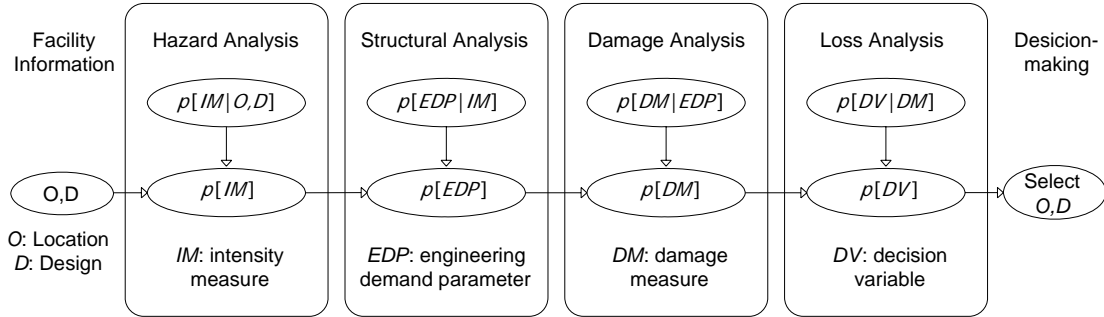 Facility
Information
Hazard Analysis
Structural Analysis
Damage Analysis
Loss Analysis
Desicion-
making
p[IM|O,D]
p[EDP|IM]
p[DM|EDP]
p[DV|DM]
O,D
p[IM]
p[EDP]
p[DM]
p[DV]
Select
O,D
O: Location
D: Design
IM: intensity
measure
EDP: engineering
demand parameter
DM: damage
measure
DV: decision
variable